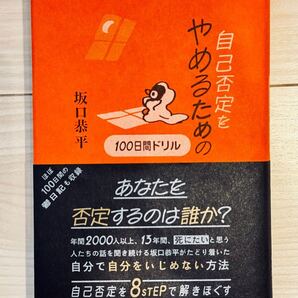 自己否定を
やめるための
100日間ドリル
坂口恭平
ほぼ
100日間の
鬱日記も収録
あなたを
否定するのは誰か?
年間2000人以上、13年間、死にたいと思う
人たちの話を聞き続ける坂口恭平がたどり着いた
自分で自分をいじめない方法
自己否定を8STEPで解きほぐす